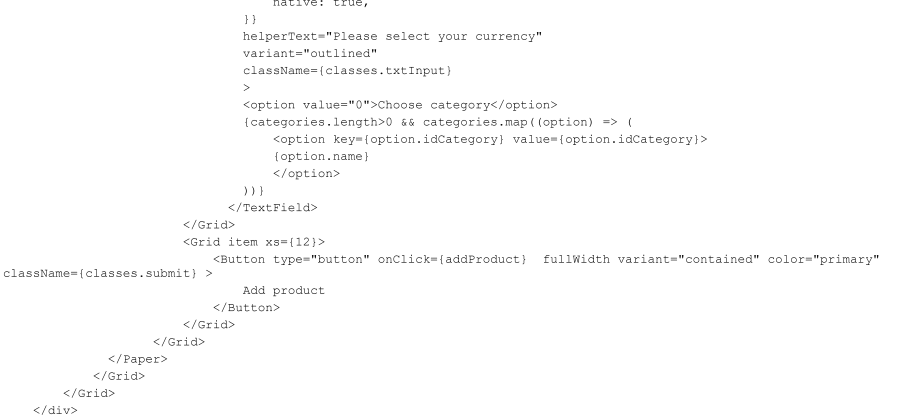 native: true,
}}
helperText="Please select your currency"
variant="outlined"
className={classes.txtInput}
>
<option value="0">Choose category</option>
{categories.length>0 && categories.map((option) => (
<option key={option.idCategory} value={option.idCategory}>
{option.name}
</option>
))}
</TextField>
</Grid>
<Grid item xs={12}>
<Button type="button" onClick={addProduct}  fullWidth variant="contained" color="primary"
className={classes.submit} >
Add product
</Button>
</Grid>
</Grid>
</Paper>
</Grid>
</Grid>
</div>